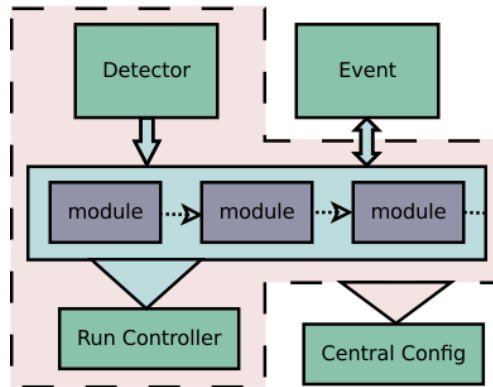 Detector
Event
module
module
module
Run Controller
Central Config